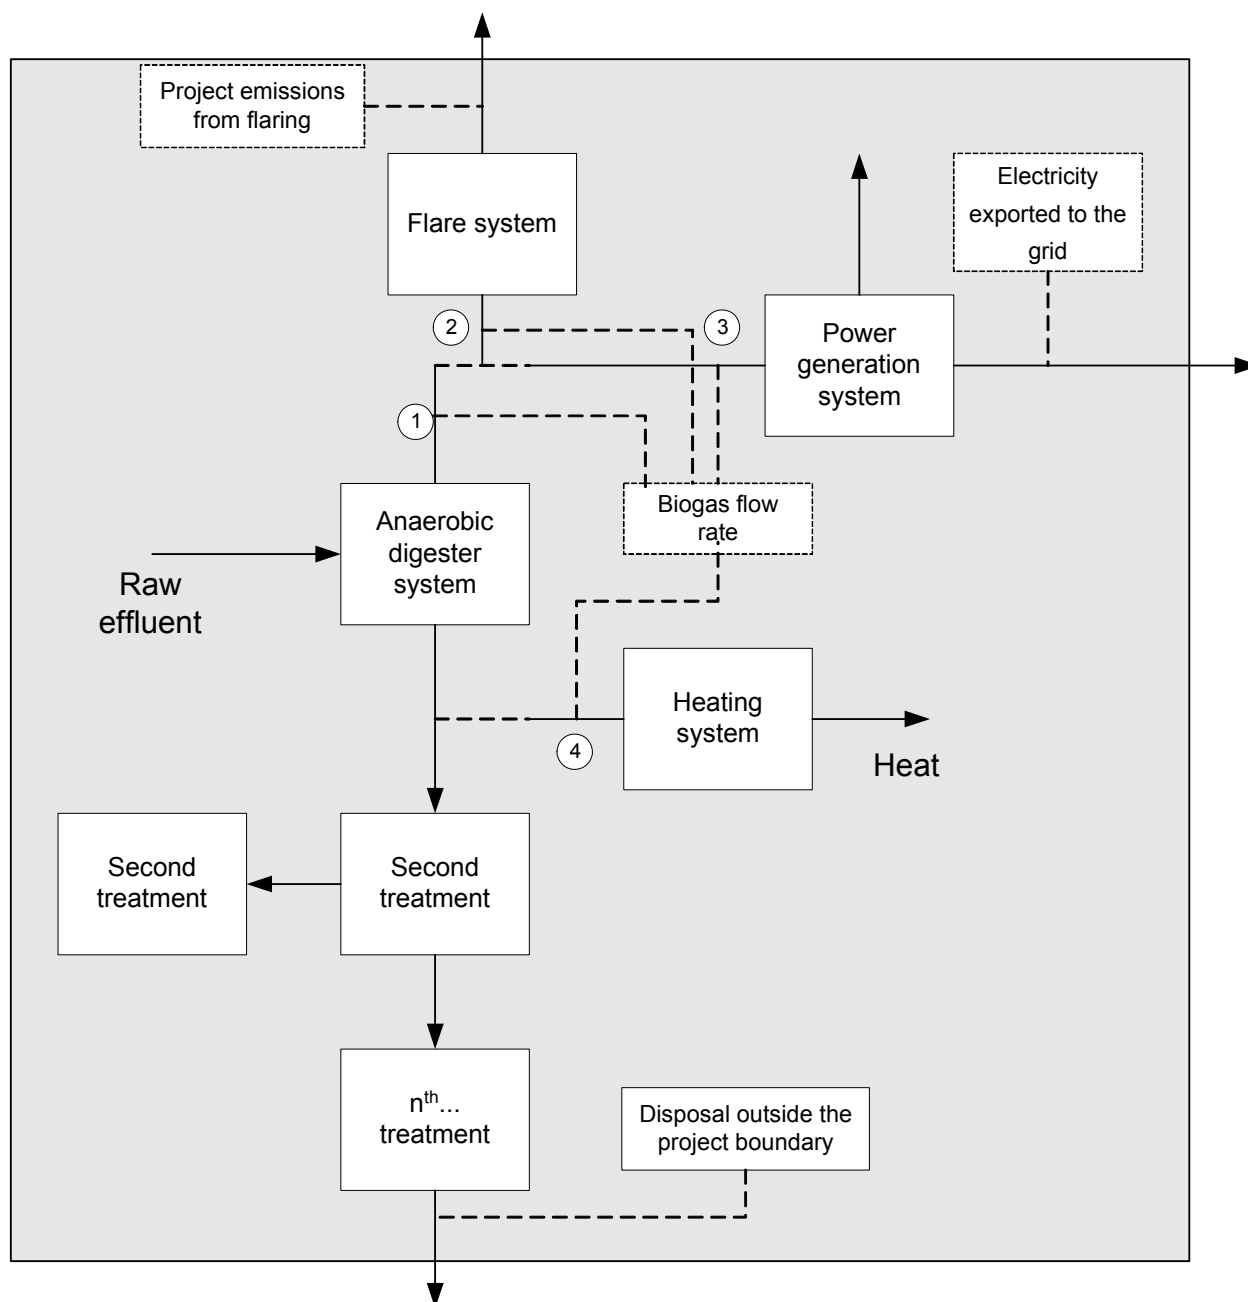 Project emissions
from flaring
Flare system
Electricity
exported to the
grid
2
3
Power
generation
system
1
Biogas flow
rate
Anaerobic
digester
system
Raw
effluent
Heating
system
4
Heat
Second
treatment
Second
treatment
nth...
treatment
Disposal outside the
project boundary